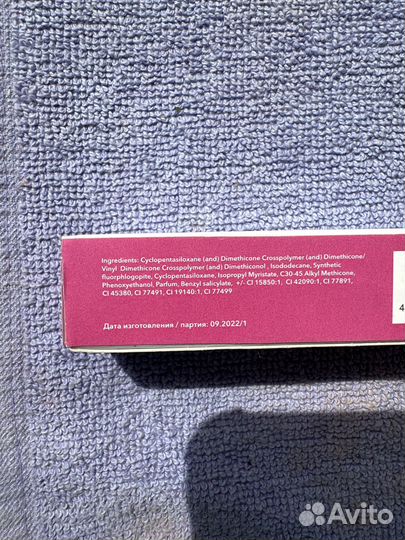 Ingredients: Cyclopentasiloxane (and) Dimethicone Crosspolymer (and) Dimethicone/
Vinyl Dimethicone Crosspolymer (and) Dimethiconol , Isododecane, Synthetic
fluorphlogopite, Cyclopentasiloxane, Isopropyl Myristate, C30-45 Alkyl Methicone,
Phenoxyethanol, Parfum, Benzyl salicylate, +/- CI 15850:1, CI 42090:1, CI 77891,
CI 45380, CI 77491, CI 19140:1, CI 77499
Дата изготовления / партия: 09.2022/1
4
Avito